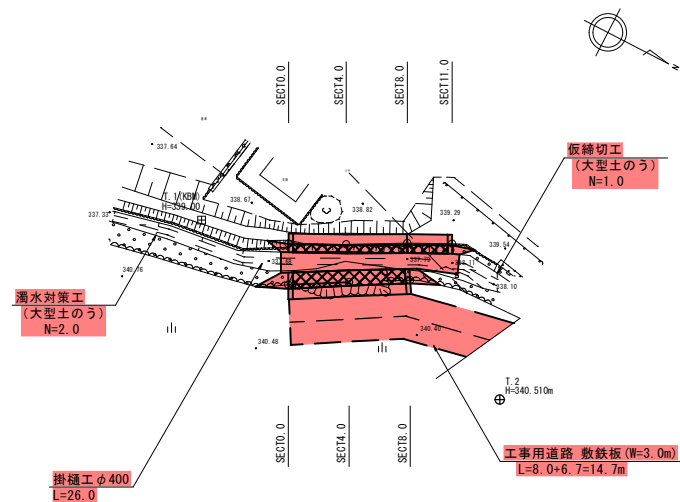 N
SECT0.0
SECT4.0
SECT8.0
SECT11.0
仮締切工
(大型土のう)
N=1.0
337.64
T.1(KBM)
H=339.00
338.67
338.82
339.29
337.33
339.54
337.79
338.10
340.76
濁水対策工
(大型土のう)
N=2.0
340.48
340.40
T.2
H=340.510m
SECT0.0
SECT4.0
SECT8.0
工事用道路 敷鉄板(W=3.0m)
L=8.0+6.7=14.7m
掛樋工φ400
L=26.0